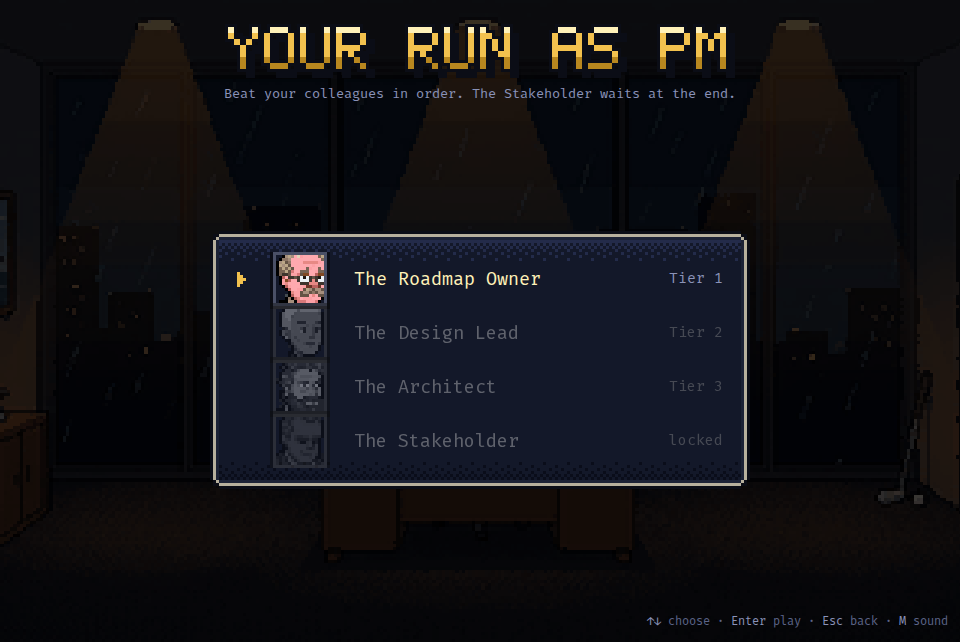 YOUR RUN AS PM
Beat your colleagues in order. The Stakeholder waits at the end.
The Roadmap Owner Tier 1
The Design Lead Tier 2
The Architect Tier 3
The Stakeholder locked
↑↓ choose · Enter play · Esc back · M sound